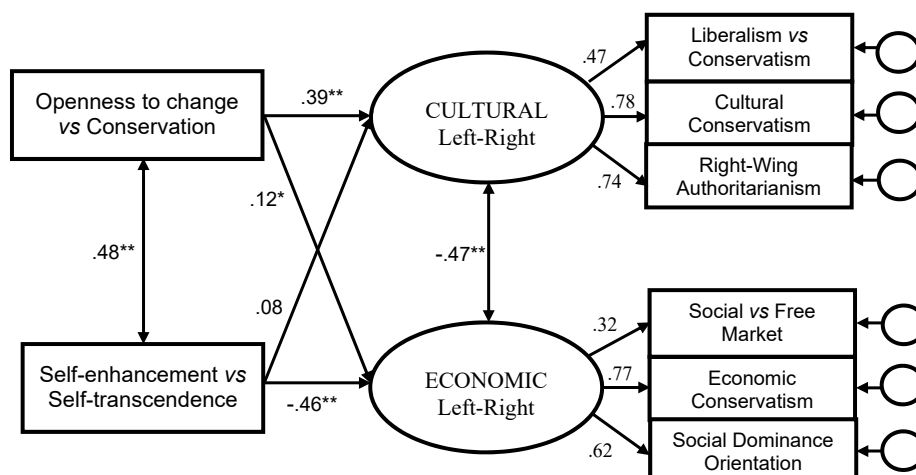 Openness to change
vs Conservation
Self-enhancement vs
Self-transcendence
.48**
.39**
.12*
.08
-.46**
CULTURAL
Left-Right
-.47**
ECONOMIC
Left-Right
.47
.78
.74
.32
.77
.62
Liberalism vs
Conservatism
Cultural
Conservatism
Right-Wing
Authoritarianism
Social vs Free
Market
Economic
Conservatism
Social Dominance
Orientation